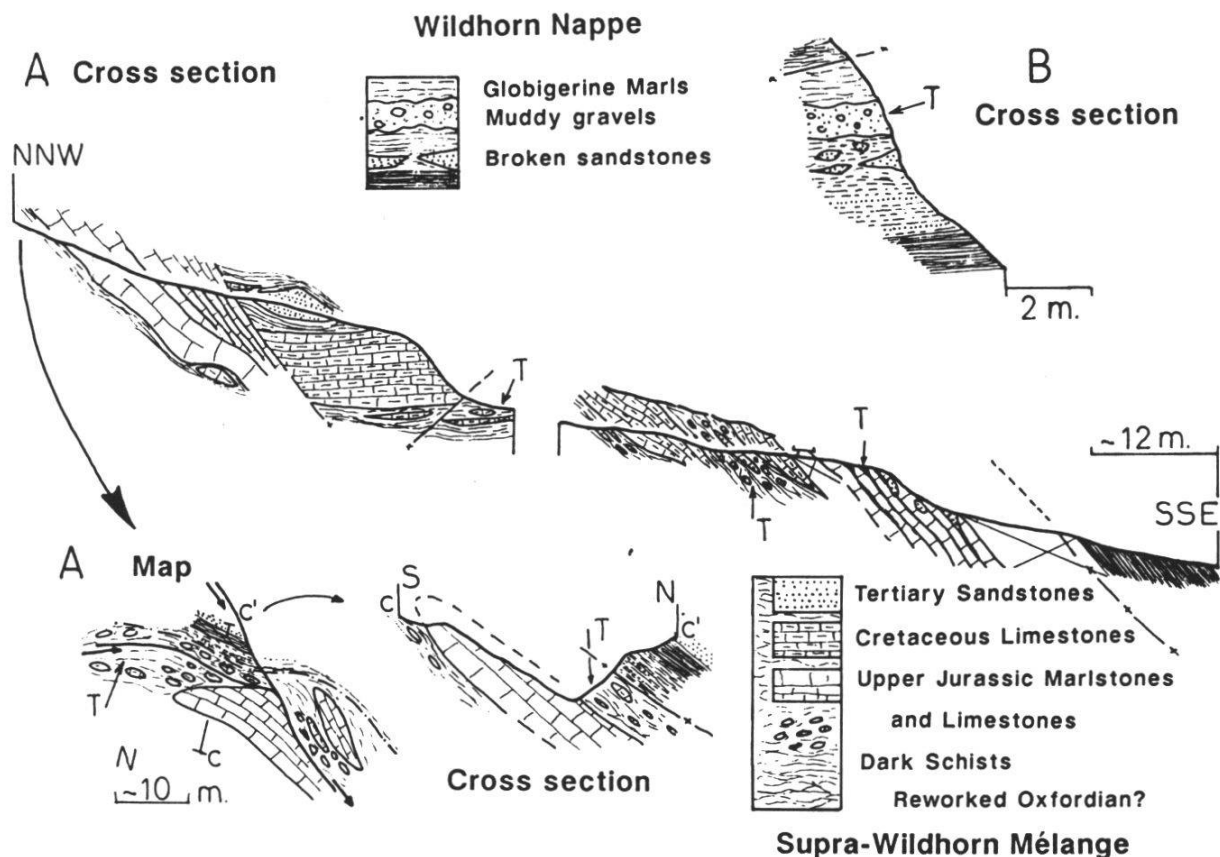 Wildhorn Nappe
A Cross section
Globigerine Marls
Muddy gravels
Broken sandstones
B
Cross section
T
2 m.
NNW
T
T
T
~12 m.
SSE
A Map
C'
T
C
N
~10 m.
S
C
T
N
C'
Cross section
Tertiary Sandstones
Cretaceous Limestones
Upper Jurassic Marlstones
and Limestones
Dark Schists
Reworked Oxfordian?
Supra-Wildhorn Mélange